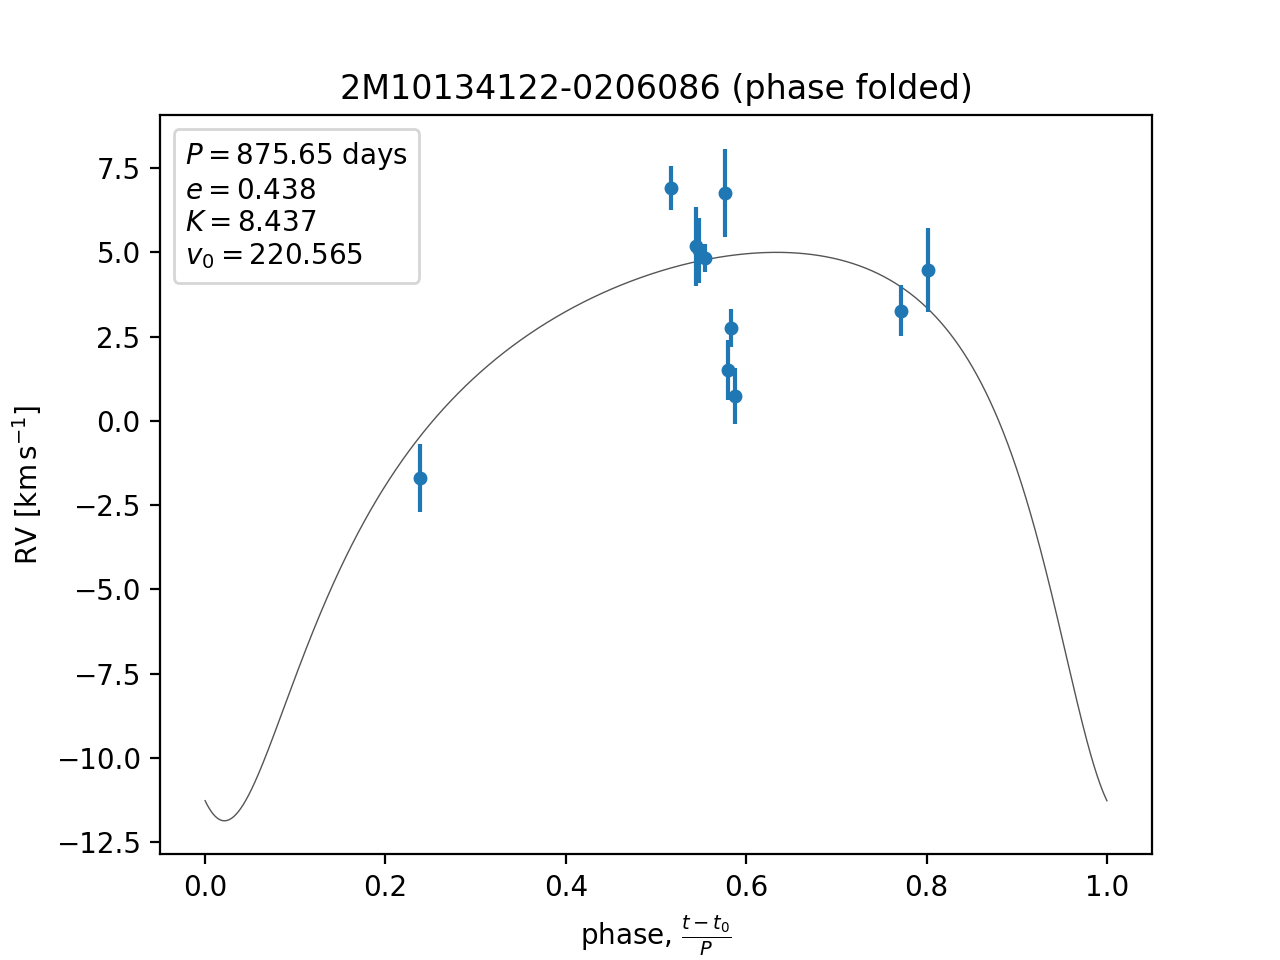 2M10134122-0206086 (phase folded)
P = 875.65 days
e = 0.438
K = 8.437
v₀ = 220.565
7.5
5.0
2.5
0.0
−2.5
−5.0
−7.5
−10.0
−12.5
RV [km s⁻¹]
0.0 0.2 0.4 0.6 0.8 1.0
phase, (t − t₀)/P